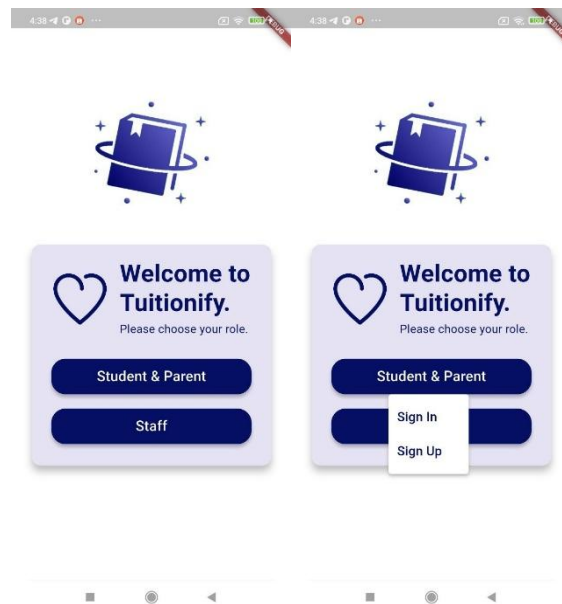 4:38
Welcome to
Tuitionify.
Please choose your role.
Student & Parent
Staff
4:38
Welcome to
Tuitionify.
Please choose your role.
Student & Parent
Sign In
Sign Up